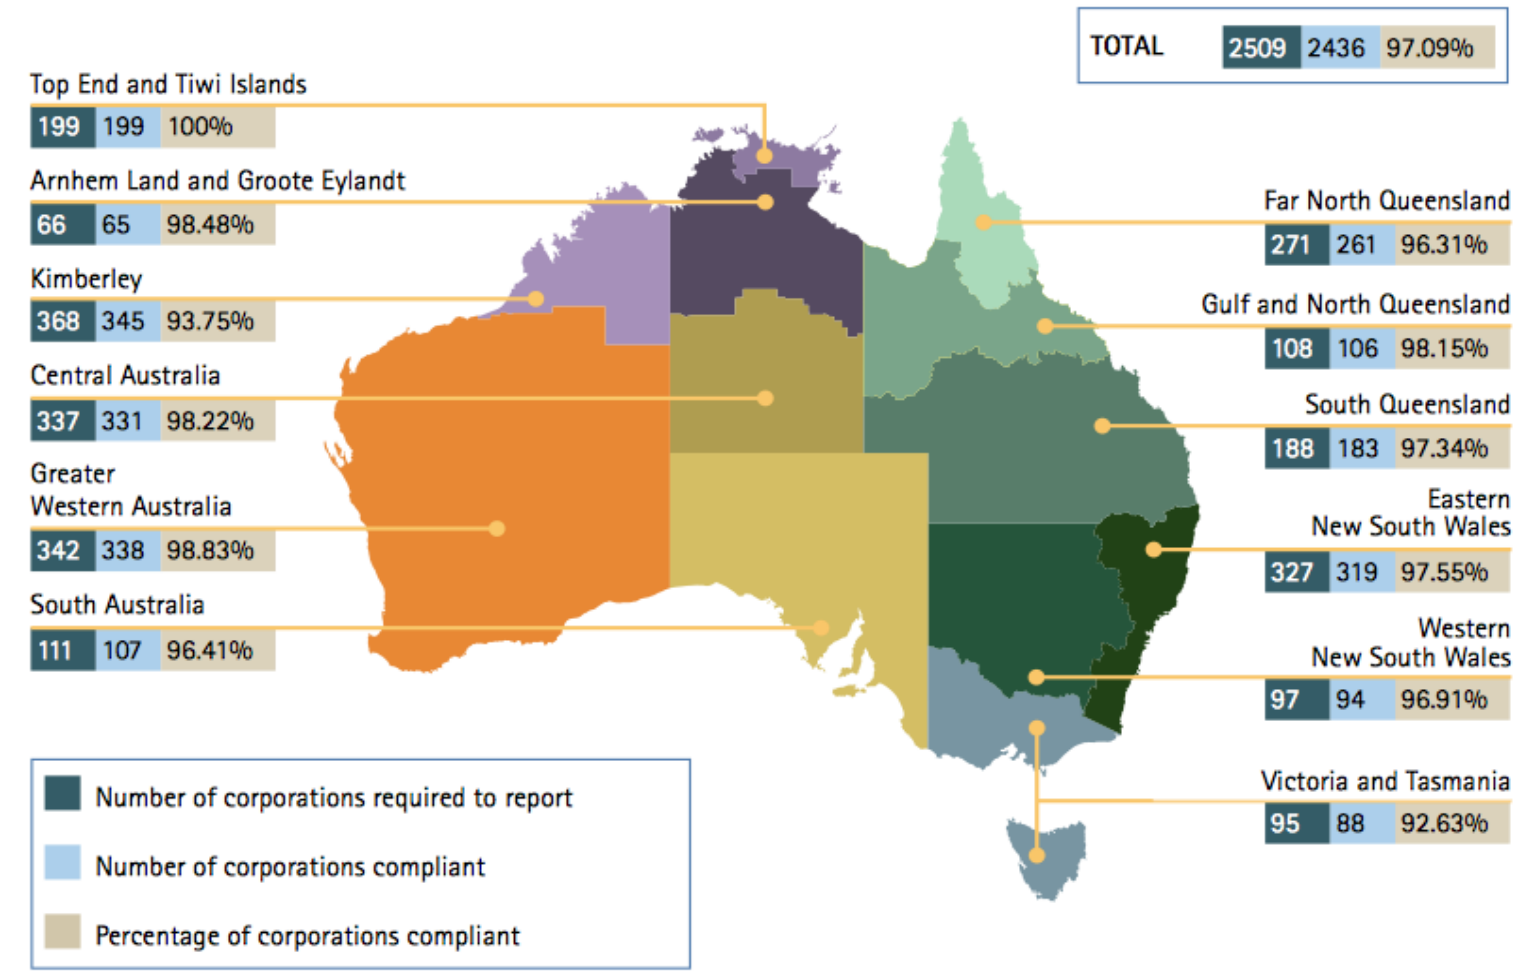 TOTAL 2509 2436 97.09%
Top End and Tiwi Islands
199 199 100%
Arnhem Land and Groote Eylandt
66 65 98.48%
Kimberley
368 345 93.75%
Central Australia
337 331 98.22%
Greater
Western Australia
342 338 98.83%
South Australia
111 107 96.41%
Far North Queensland
271 261 96.31%
Gulf and North Queensland
108 106 98.15%
South Queensland
188 183 97.34%
Eastern
New South Wales
327 319 97.55%
Western
New South Wales
97 94 96.91%
Victoria and Tasmania
95 88 92.63%
Number of corporations required to report
Number of corporations compliant
Percentage of corporations compliant